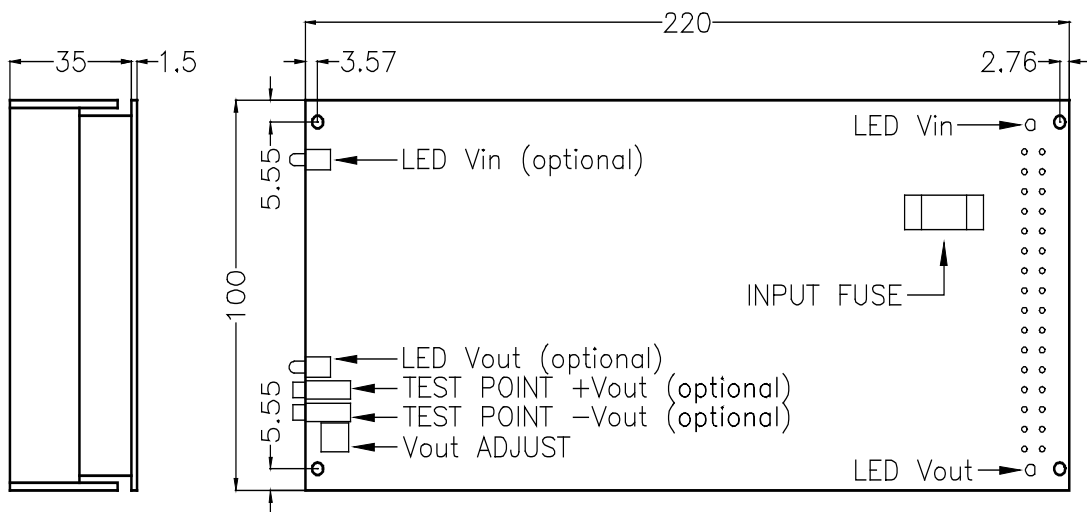 220
35
1.5
3.57
2.76
LED Vin
5.55
LED Vin (optional)
100
INPUT FUSE
LED Vout (optional)
TEST POINT +Vout (optional)
TEST POINT -Vout (optional)
5.55
Vout ADJUST
LED Vout